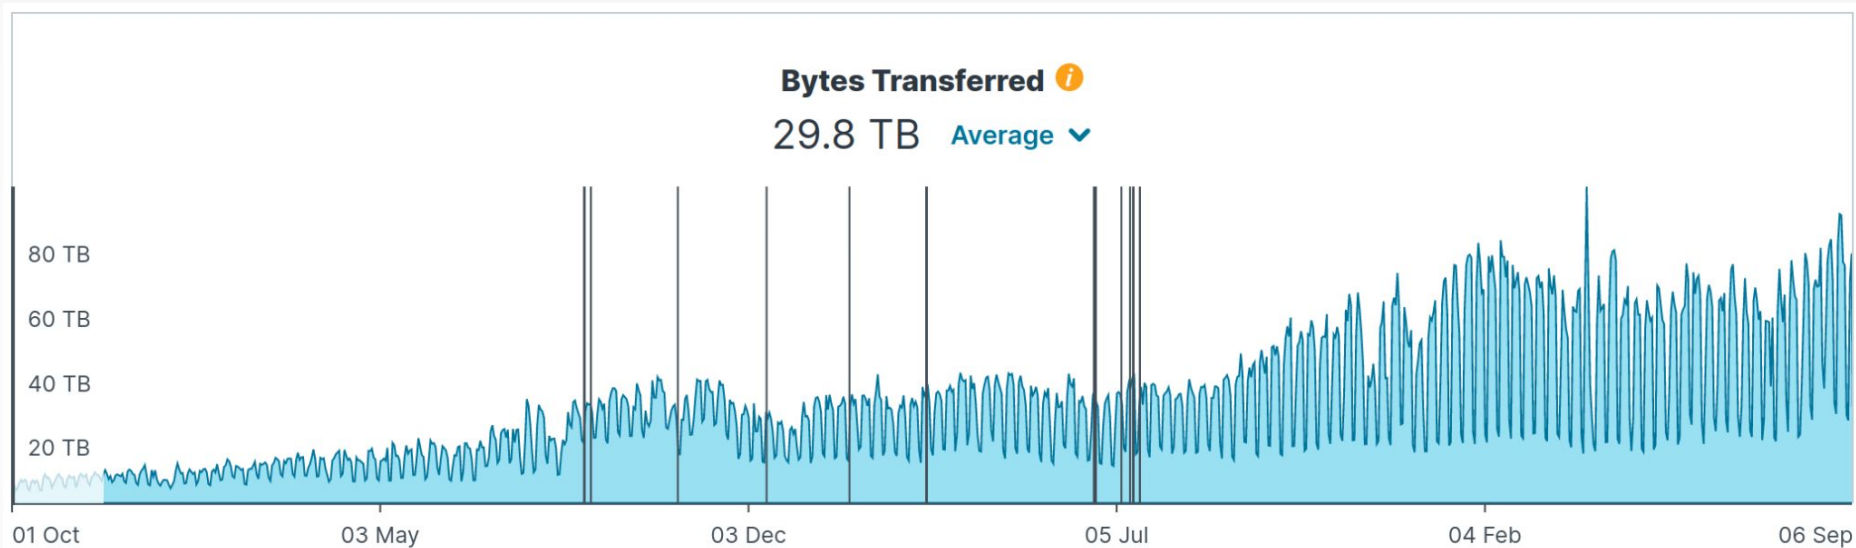 Bytes Transferred i
29.8 TB Average
80 TB
60 TB
40 TB
20 TB
01 Oct 03 May 03 Dec 05 Jul 04 Feb 06 Sep